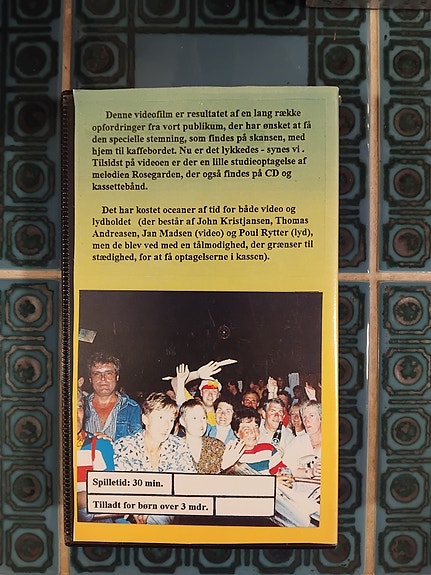 Denne videofilm er resultatet af en lang række
opfordringer fra vort publikum, der har ønsket at få
den specielle stemning, som findes på skansen, med
hjem til kaffebordet. Nu er det lykkedes - synes vi .
Tilsidst på videoen er der en lille studieoptagelse af
melodien Rosegarden, der også findes på CD og
kassettebånd.
Det har kostet oceaner af tid for både video og
lydholdet (der består af John Kristjansen, Thomas
Andreasen, Jan Madsen (video) og Poul Rytter (lyd),
men de blev ved med en tålmodighed, der grænser til
stædighed, for at få optagelserne i kassen).
Spilletid: 30 min.
Tilladt for børn over 3 mdr.